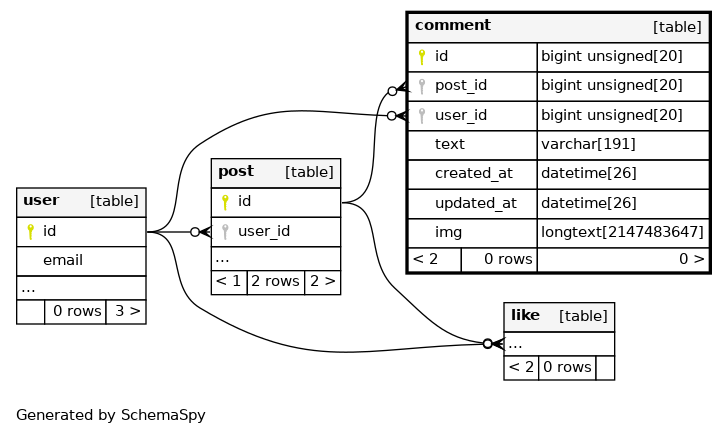 comment [table]
id bigint unsigned[20]
post_id bigint unsigned[20]
user_id bigint unsigned[20]
text varchar[191]
created_at datetime[26]
updated_at datetime[26]
img longtext[2147483647]
< 2 0 rows 0 >
post [table]
id
user_id
...
< 1 2 rows 2 >
user [table]
id
email
...
0 rows 3 >
like [table]
...
< 2 0 rows
Generated by SchemaSpy